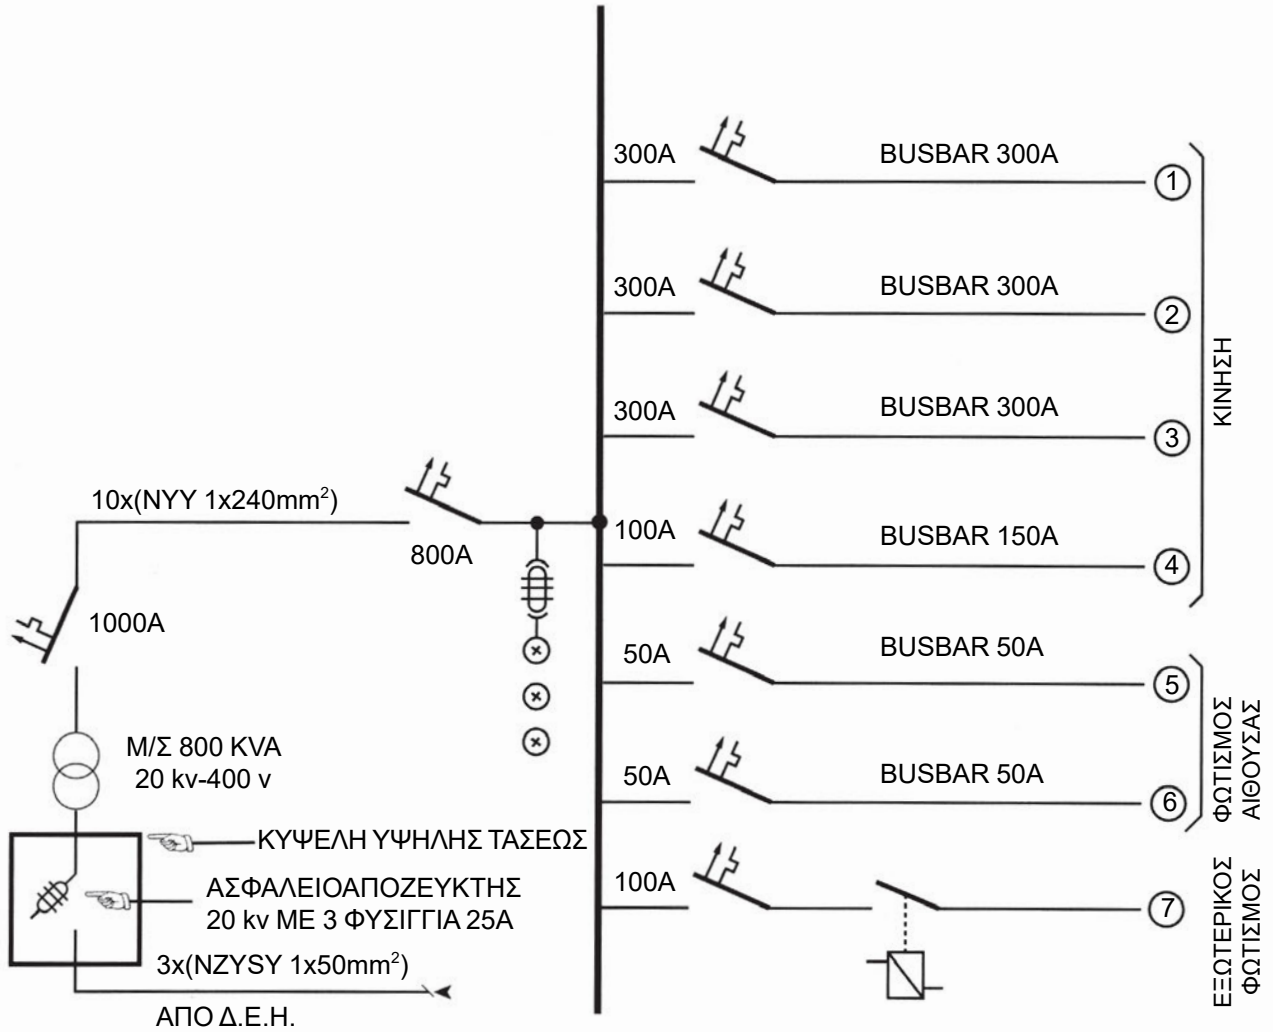 300A
BUSBAR 300A
1
300A
BUSBAR 300A
2
300A
BUSBAR 300A
3
100A
BUSBAR 150A
4
ΚΙΝΗΣΗ
50A
BUSBAR 50A
5
50A
BUSBAR 50A
6
ΦΩΤΙΣΜΟΣ
ΑΙΘΟΥΣΑΣ
100A
7
ΕΞΩΤΕΡΙΚΟΣ
ΦΩΤΙΣΜΟΣ
10x(NYY 1x240mm²)
800A
1000A
Μ/Σ 800 KVA
20 kv-400 v
ΚΥΨΕΛΗ ΥΨΗΛΗΣ ΤΑΣΕΩΣ
ΑΣΦΑΛΕΙΟΑΠΟΖΕΥΚΤΗΣ
20 kv ΜΕ 3 ΦΥΣΙΓΓΙΑ 25Α
3x(NZYSY 1x50mm²)
ΑΠΟ Δ.Ε.Η.